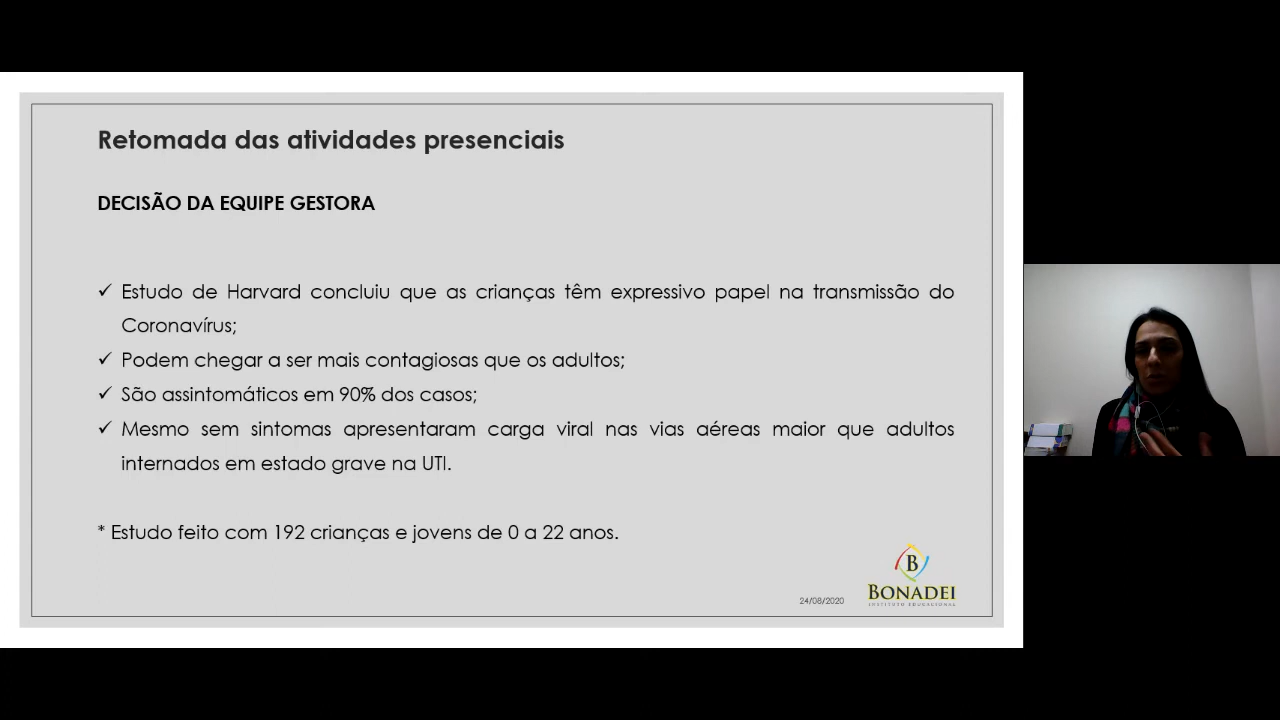 Retomada das atividades presenciais
DECISÃO DA EQUIPE GESTORA
✓ Estudo de Harvard concluiu que as crianças têm expressivo papel na transmissão do
Coronavírus;
✓ Podem chegar a ser mais contagiosas que os adultos;
✓ São assintomáticos em 90% dos casos;
✓ Mesmo sem sintomas apresentaram carga viral nas vias aéreas maior que adultos
internados em estado grave na UTI.
* Estudo feito com 192 crianças e jovens de 0 a 22 anos.
24/08/2020
B
BONADEI
INSTITUTO EDUCACIONAL